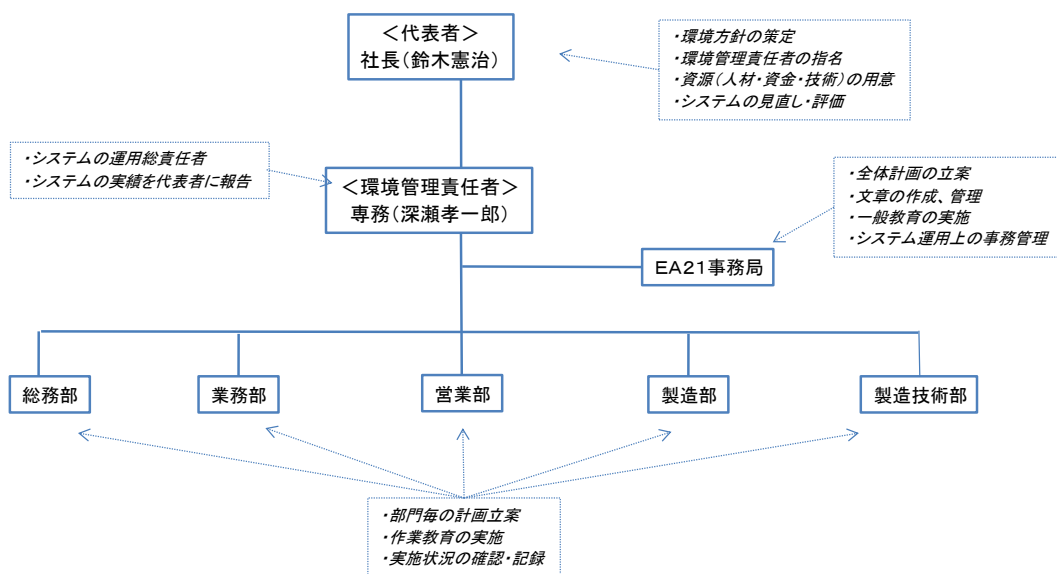 ＜代表者＞
社長（鈴木憲治）
・環境方針の策定
・環境管理責任者の指名
・資源（人材・資金・技術）の用意
・システムの見直し・評価
・システムの運用総責任者
・システムの実績を代表者に報告
＜環境管理責任者＞
専務（深瀬孝一郎）
・全体計画の立案
・文章の作成、管理
・一般教育の実施
・システム運用上の事務管理
ＥＡ２１事務局
総務部
業務部
営業部
製造部
製造技術部
・部門毎の計画立案
・作業教育の実施
・実施状況の確認・記録